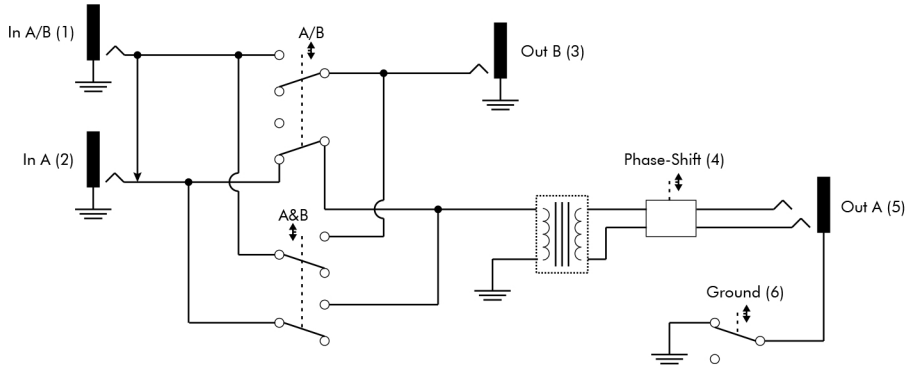 In A/B (1)
A/B
Out B (3)
In A (2)
Phase-Shift (4)
Out A (5)
A&B
Ground (6)